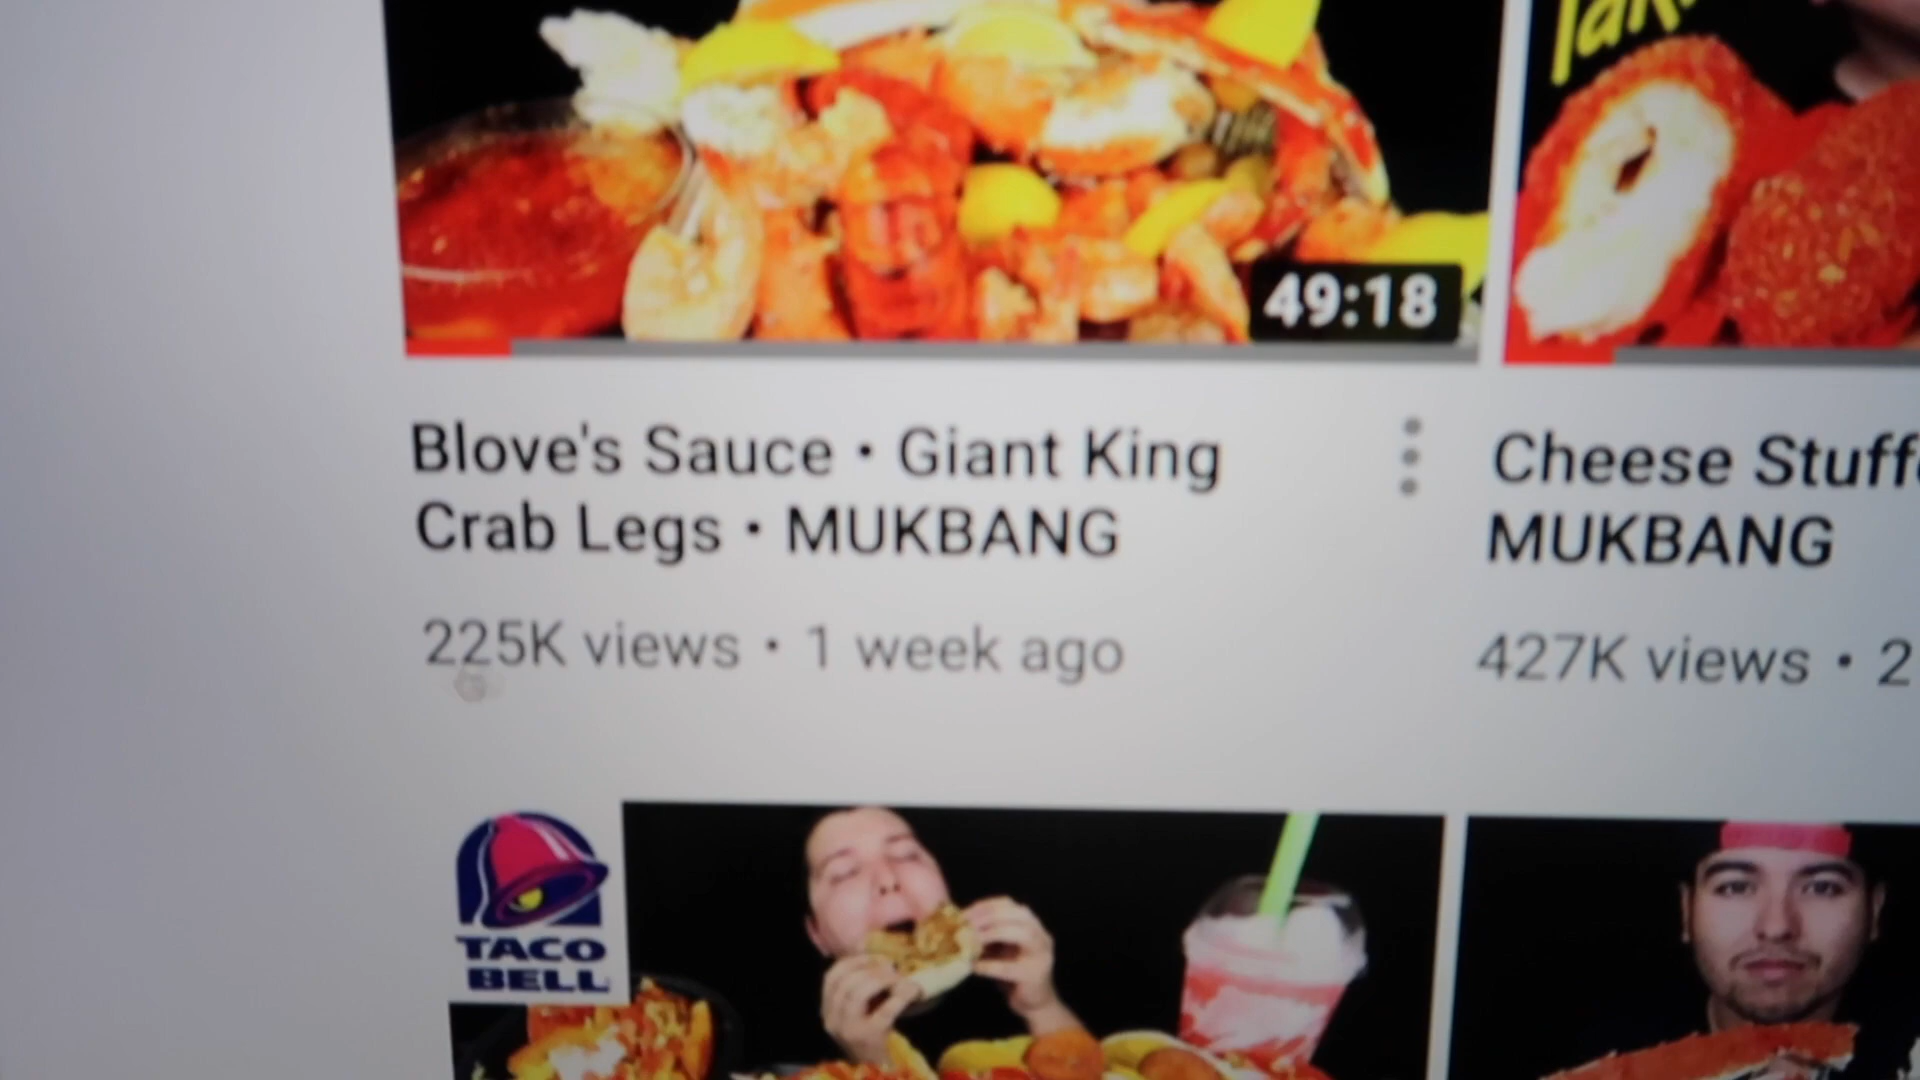 49:18
Blove's Sauce • Giant King
Crab Legs • MUKBANG
225K views • 1 week ago
Cheese Stuff
MUKBANG
427K views • 2
TACO
BELL